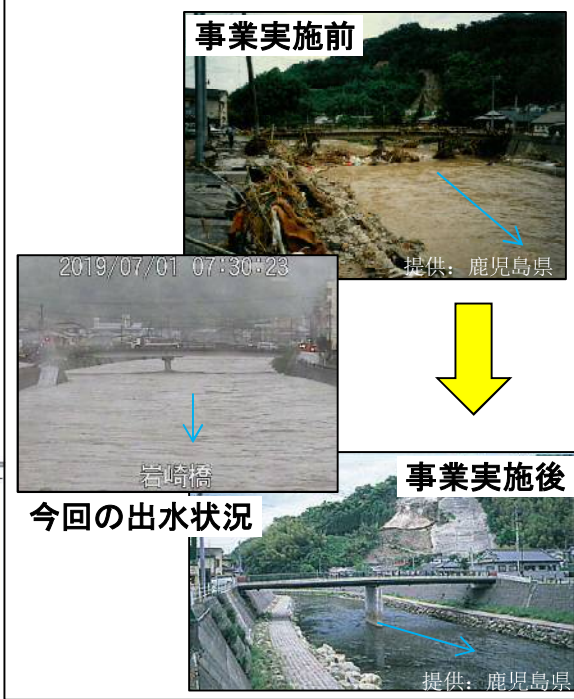 事業実施前
提供：鹿児島県
2019/07/01 07:30:23
岩崎橋
今回の出水状況
事業実施後
提供：鹿児島県